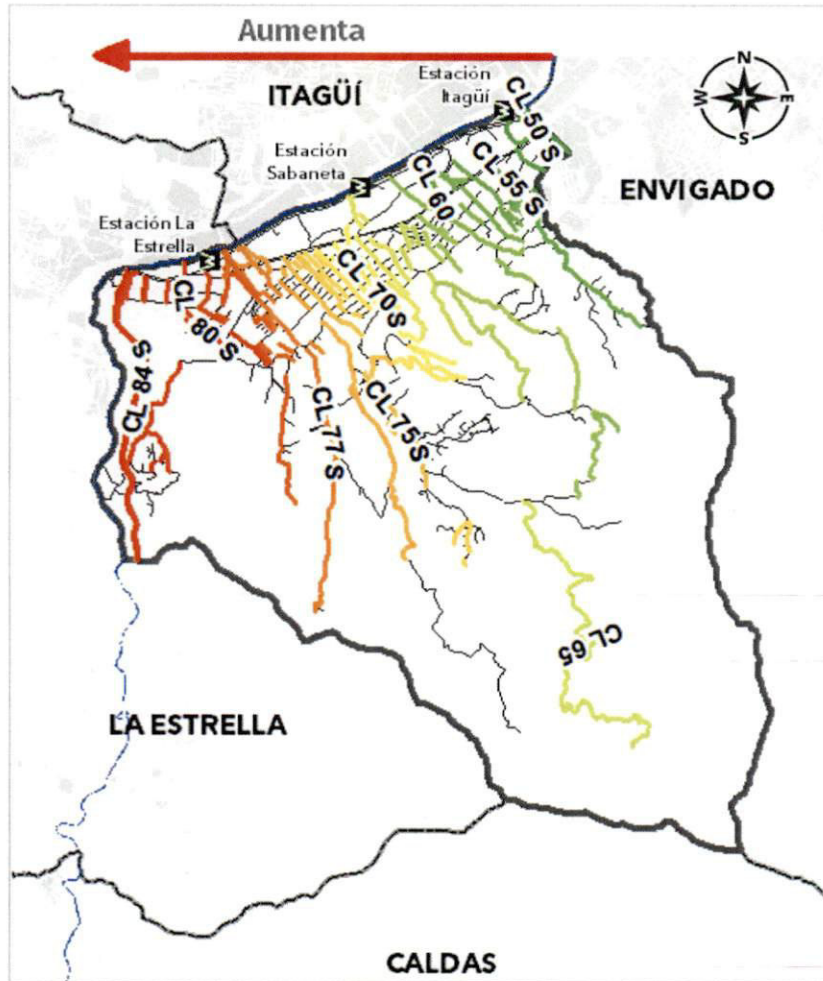 Aumenta
ITAGÜÍ
Estación
Itagüí
M
N
W
E
S
CL 50 S
CL 55 S
CL 60
Estación
Sabaneta
M
ENVIGADO
Estación La
Estrella
M
CL 70 S
CL 80 S
CL 84 S
CL 77 S
CL 75 S
CL 65
LA ESTRELLA
CALDAS